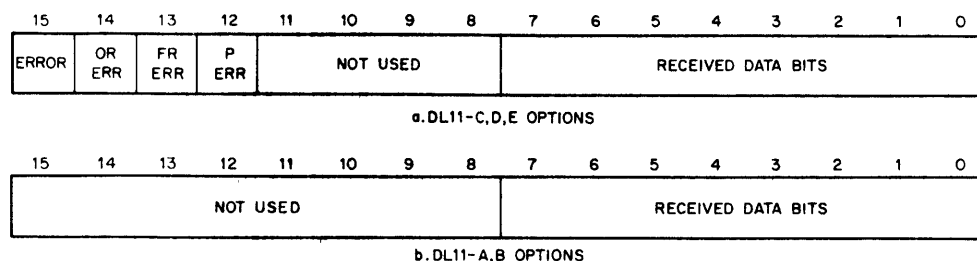 15 14 13 12 11 10 9 8 7 6 5 4 3 2 1 0
ERROR OR ERR FR ERR P ERR NOT USED RECEIVED DATA BITS
a.DL11-C,D,E OPTIONS
15 14 13 12 11 10 9 8 7 6 5 4 3 2 1 0
NOT USED RECEIVED DATA BITS
b.DL11-A,B OPTIONS